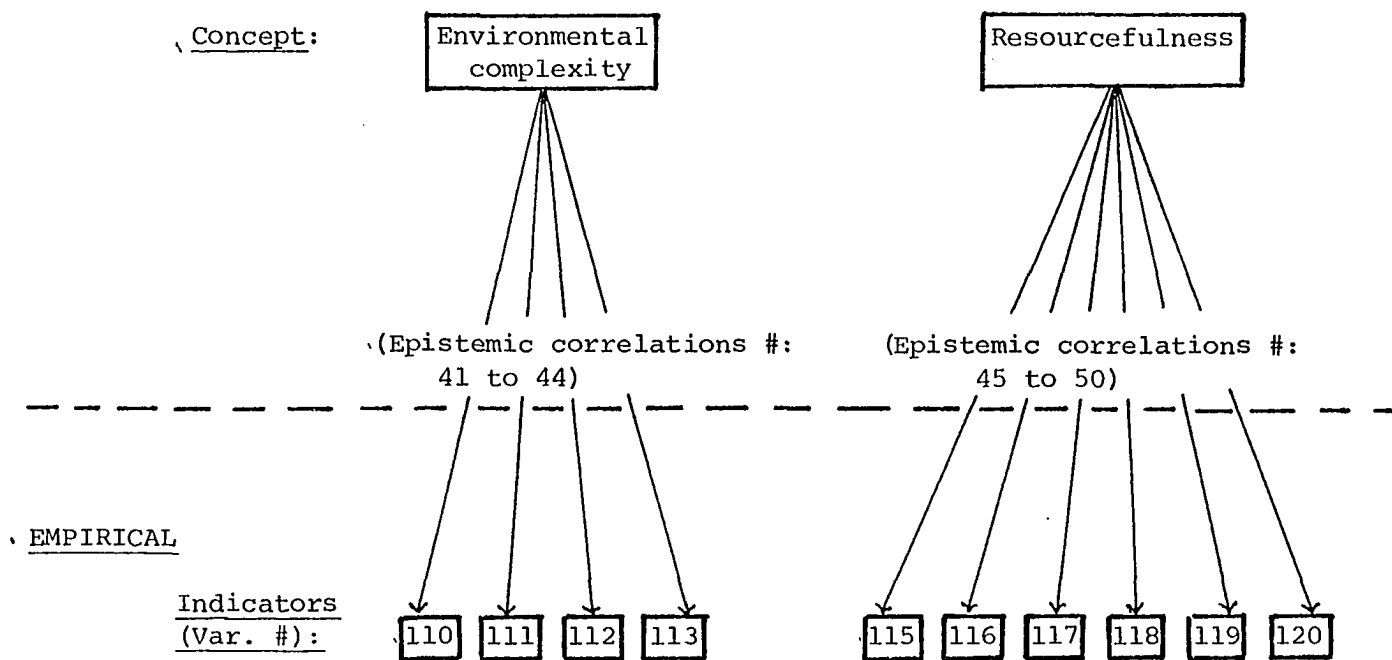 Concept:
Environmental
complexity
Resourcefulness
(Epistemic correlations #:
41 to 44)
(Epistemic correlations #:
45 to 50)
EMPIRICAL
Indicators
(Var. #):
110 111 112 113 115 116 117 118 119 120